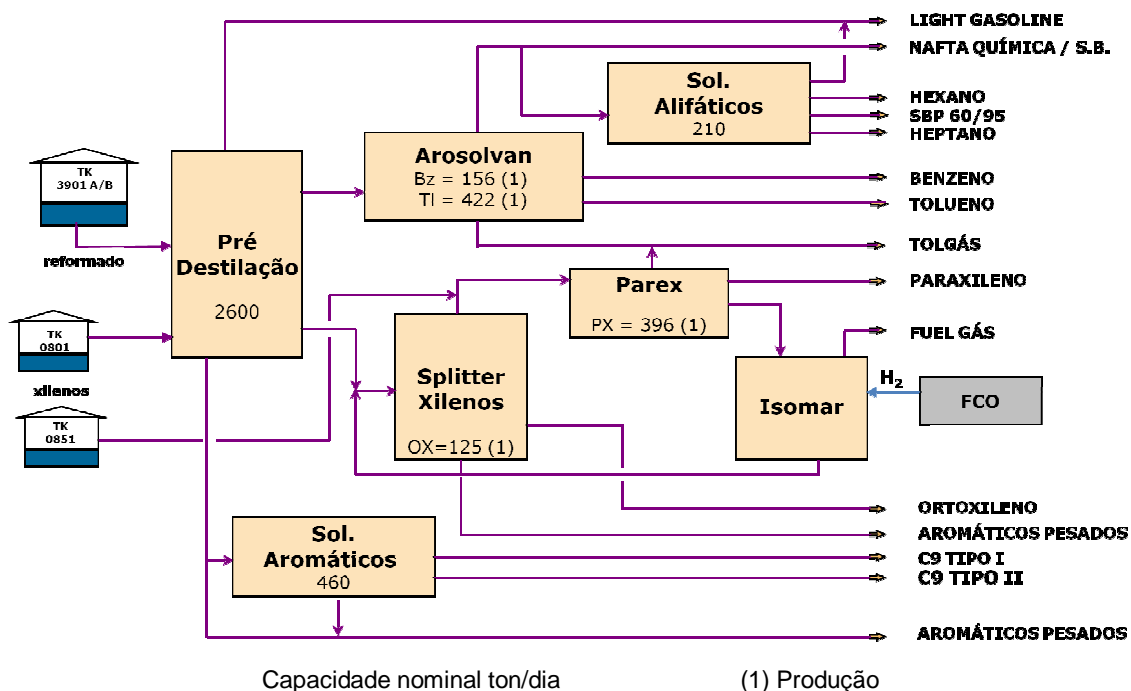 LIGHT GASOLINE
NAFTA QUÍMICA / S.B.
Sol.
Alifáticos
210
HEXANO
SBP 60/95
HEPTANO
TK
3901 A/B
reformado
Pré
Destilação
2600
Arosolvan
Bz = 156 (1)
Tl = 422 (1)
BENZENO
TOLUENO
TOLGÁS
Parex
PX = 396 (1)
PARAXILENO
TK
0801
xilenos
TK
0851
Splitter
Xilenos
OX=125 (1)
Isomar
FUEL GÁS
H2
FCO
ORTOXILENO
AROMÁTICOS PESADOS
Sol.
Aromáticos
460
C9 TIPO I
C9 TIPO II
AROMÁTICOS PESADOS
Capacidade nominal ton/dia (1) Produção